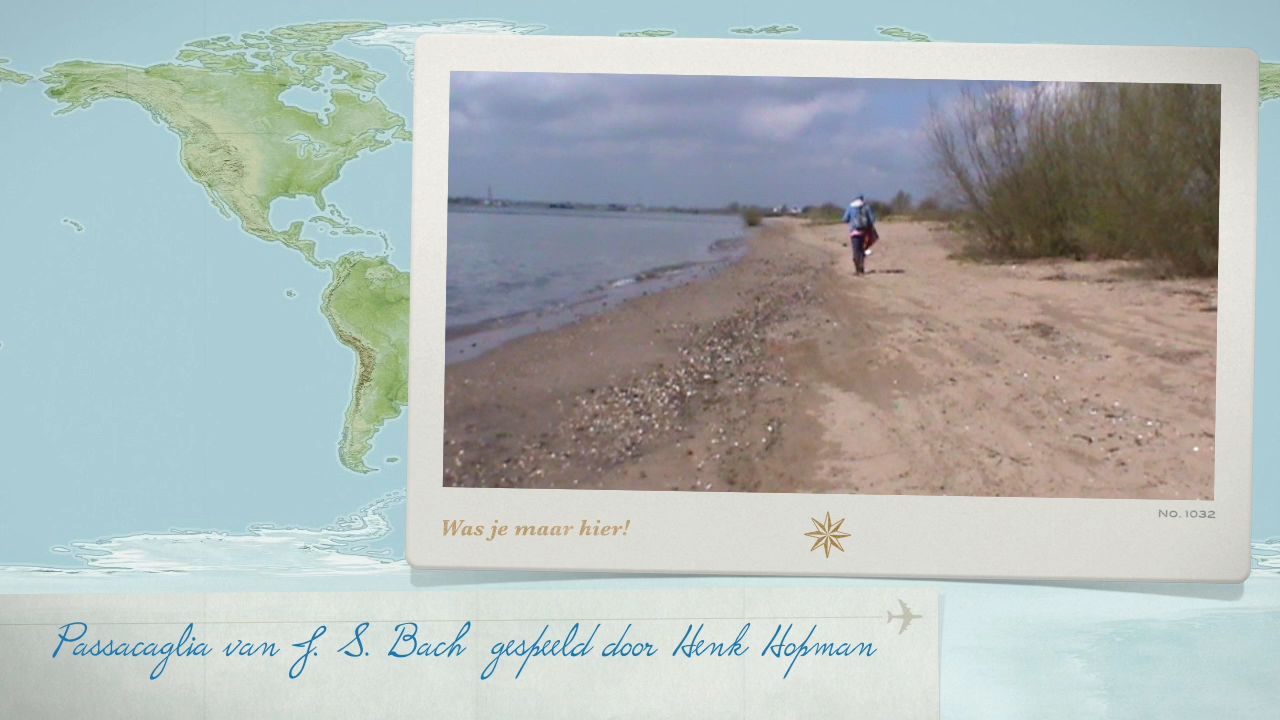 Was je maar hier!
No. 1032
Passacaglia van J. S. Bach gespeeld door Henk Hopman